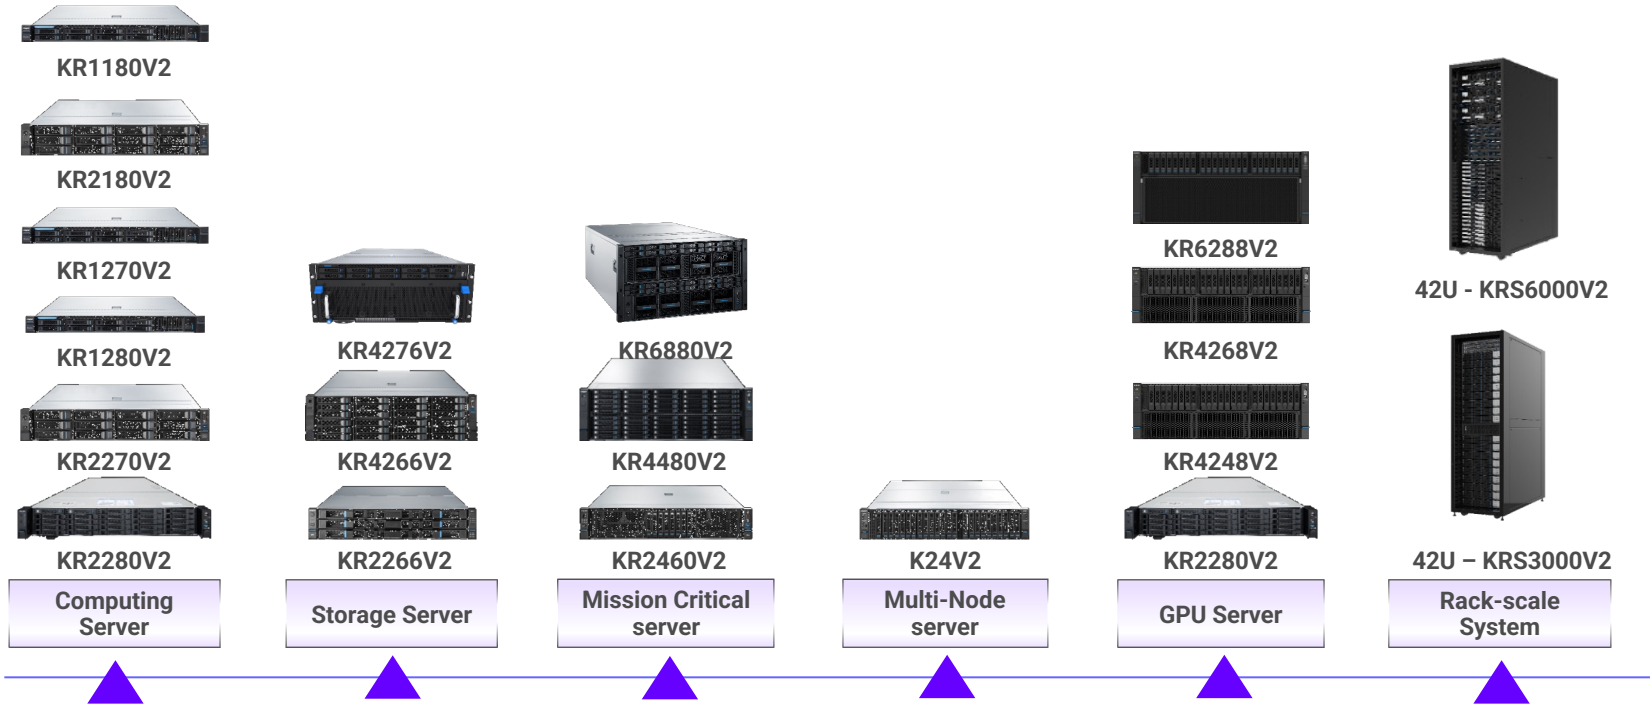 KR1180V2
KR2180V2
KR1270V2
KR1280V2
KR2270V2
KR2280V2
Computing
Server
KR4276V2
KR4266V2
KR2266V2
Storage Server
KR6880V2
KR4480V2
KR2460V2
Mission Critical
server
K24V2
Multi-Node
server
KR6288V2
KR4268V2
KR4248V2
KR2280V2
GPU Server
42U - KRS6000V2
42U – KRS3000V2
Rack-scale
System